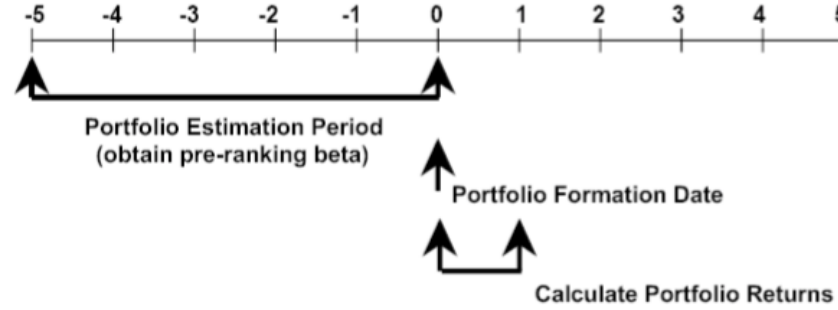 -5 -4 -3 -2 -1 0 1 2 3 4
Portfolio Estimation Period
(obtain pre-ranking beta)
Portfolio Formation Date
Calculate Portfolio Returns